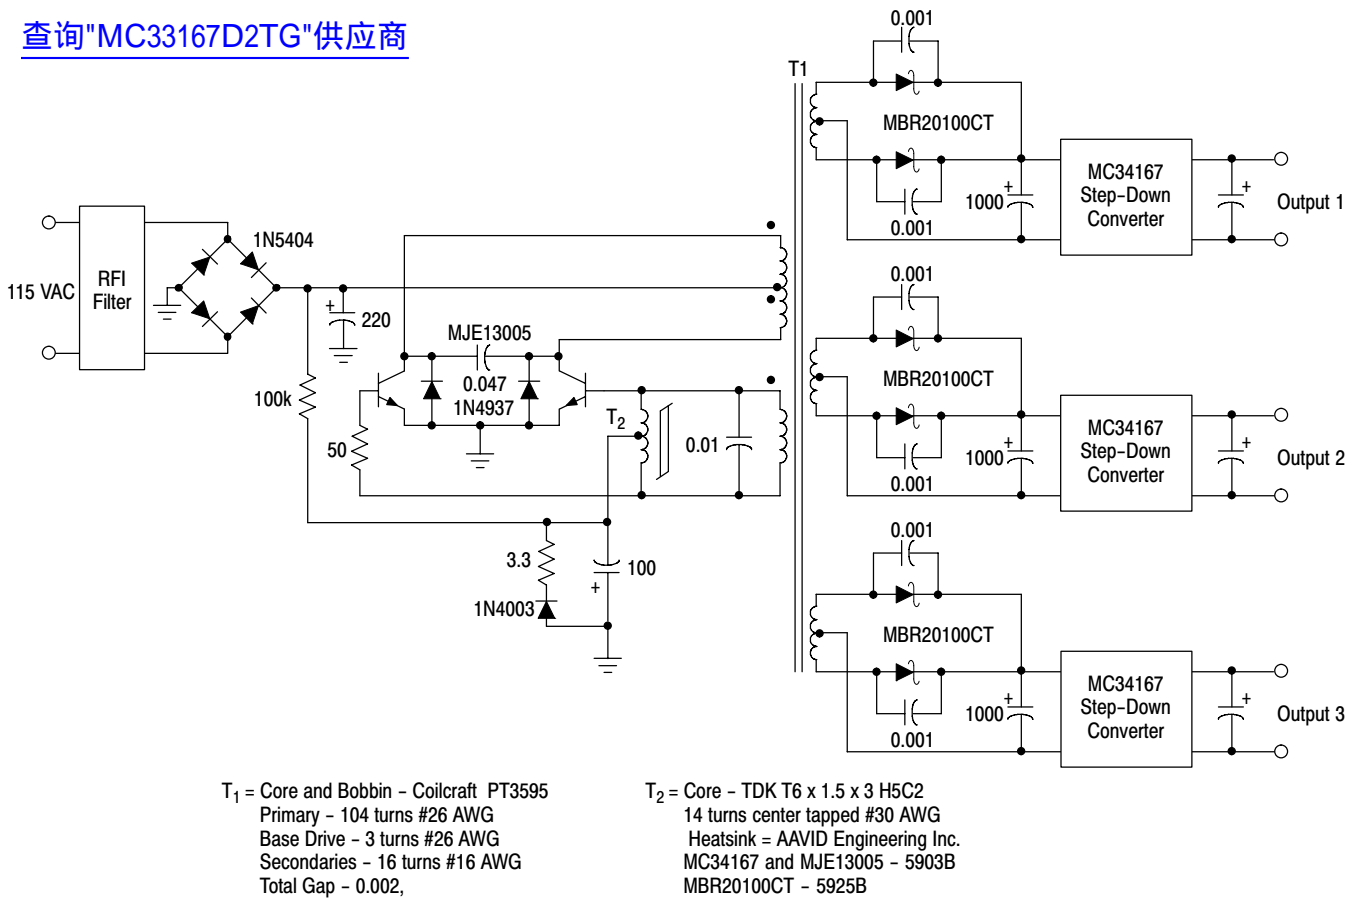 查询"MC33167D2TG"供应商
0.001
T1
MBR20100CT
0.001
1000
+
MC34167
Step-Down
Converter
+
Output 1
115 VAC
RFI
Filter
1N5404
+
220
100k
MJE13005
0.047
1N4937
50
T2
0.01
3.3
1N4003
100
+
0.001
MBR20100CT
0.001
1000
+
MC34167
Step-Down
Converter
+
Output 2
0.001
MBR20100CT
0.001
1000
+
MC34167
Step-Down
Converter
+
Output 3
T1 = Core and Bobbin - Coilcraft PT3595
Primary - 104 turns #26 AWG
Base Drive - 3 turns #26 AWG
Secondaries - 16 turns #16 AWG
Total Gap - 0.002,
T2 = Core - TDK T6 x 1.5 x 3 H5C2
14 turns center tapped #30 AWG
Heatsink = AAVID Engineering Inc.
MC34167 and MJE13005 - 5903B
MBR20100CT - 5925B